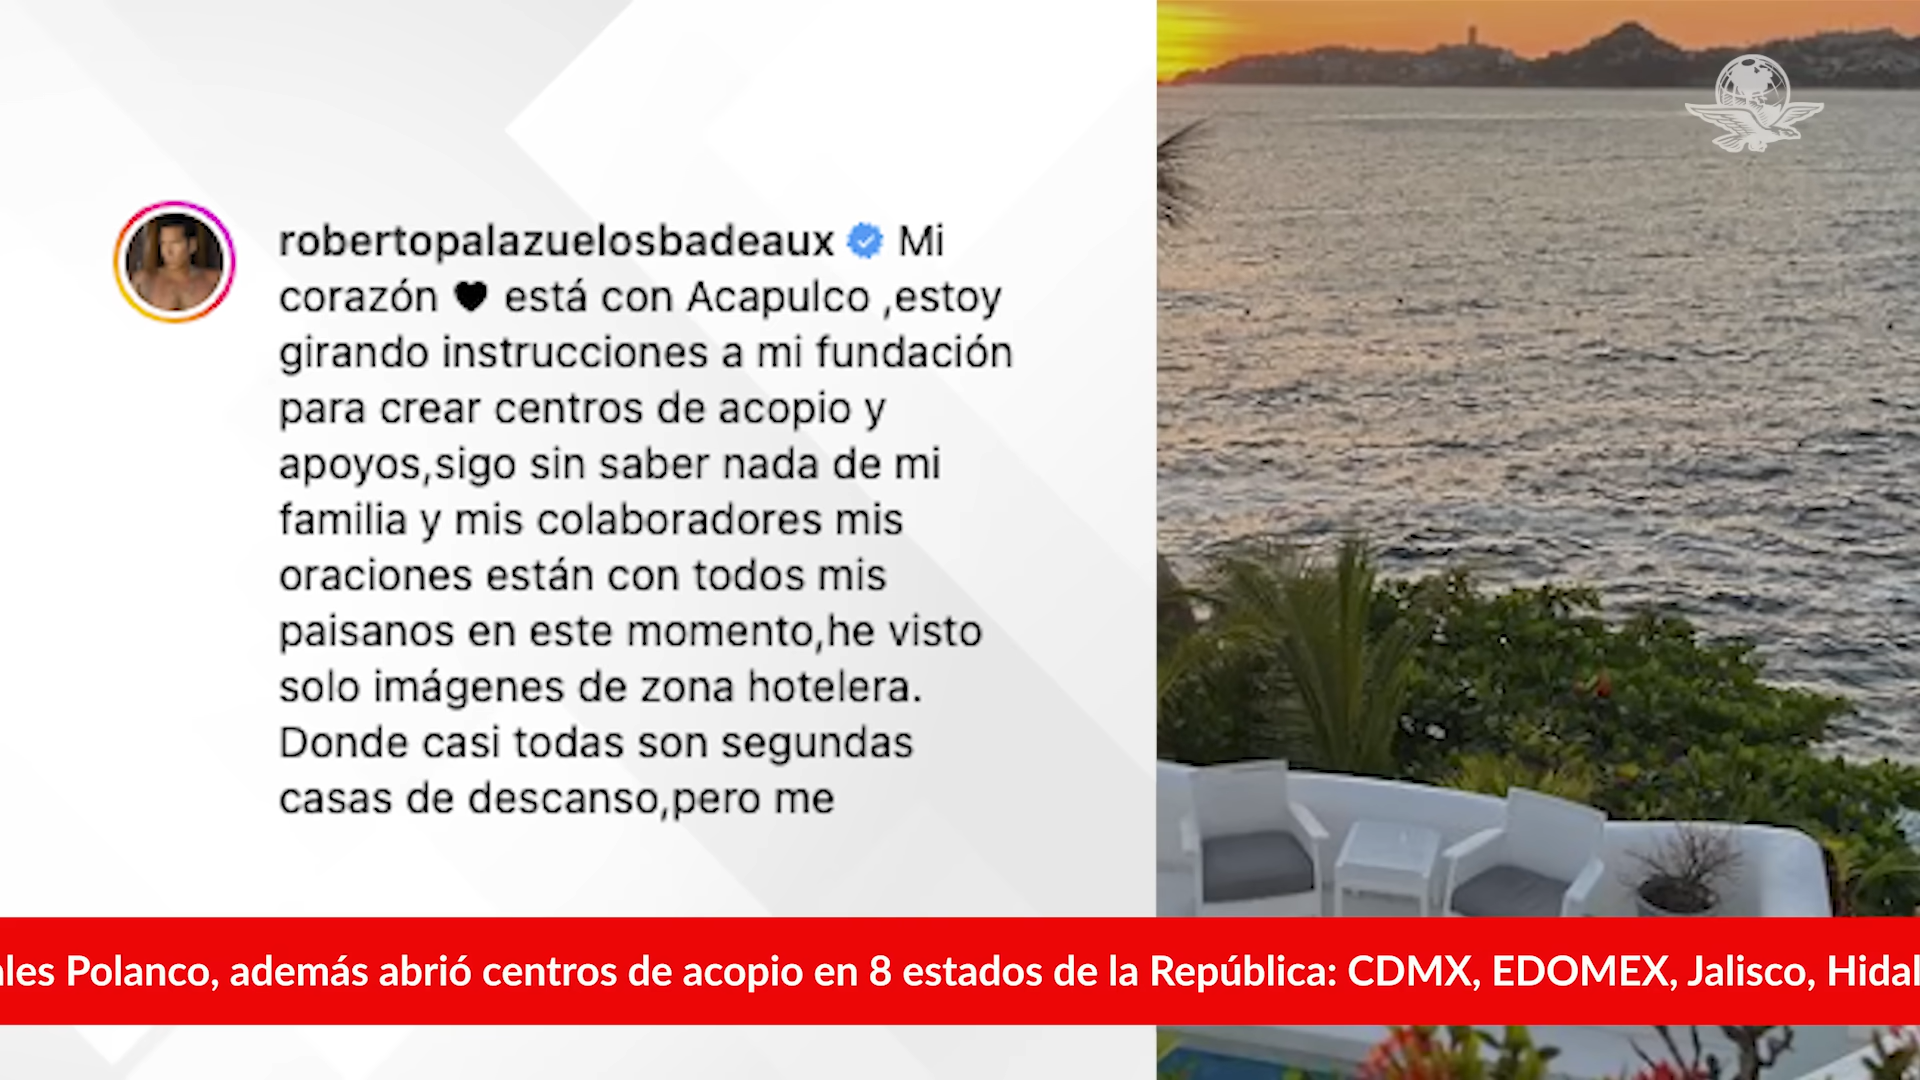 robertopalazuelosbadeaux Mi
corazón 🖤 está con Acapulco ,estoy
girando instrucciones a mi fundación
para crear centros de acopio y
apoyos,sigo sin saber nada de mi
familia y mis colaboradores mis
oraciones están con todos mis
paisanos en este momento,he visto
solo imágenes de zona hotelera.
Donde casi todas son segundas
casas de descanso,pero me
les Polanco, además abrió centros de acopio en 8 estados de la República: CDMX, EDOMEX, Jalisco, Hidal